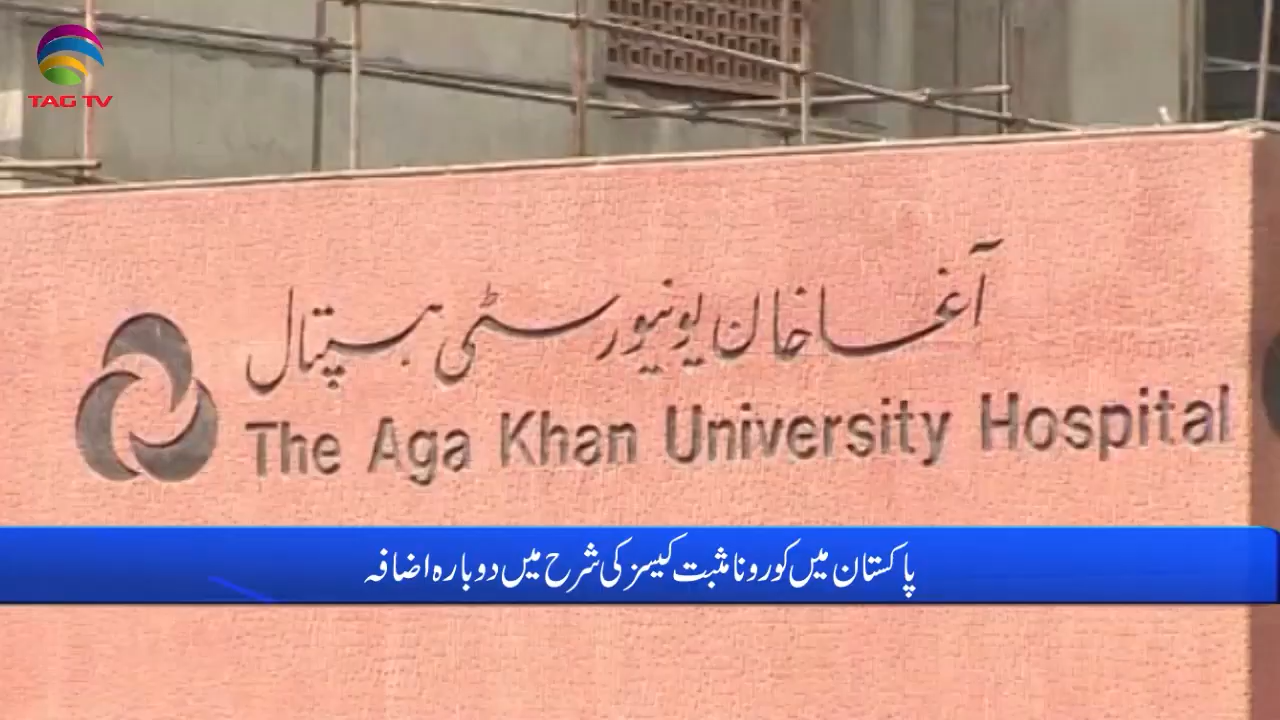 TAG TV
آغا خان یونیورسٹی ہسپتال
The Aga Khan University Hospital
پاکستان میں کورونا مثبت کیسز کی شرح میں دوبارہ اضافہ